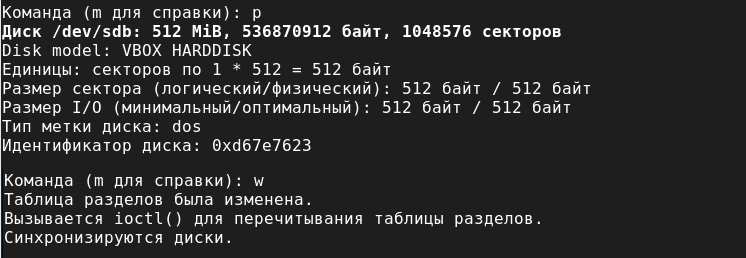 Команда (m для справки): p
Диск /dev/sdb: 512 MiB, 536870912 байт, 1048576 секторов
Disk model: VBOX HARDDISK
Единицы: секторов по 1 * 512 = 512 байт
Размер сектора (логический/физический): 512 байт / 512 байт
Размер I/O (минимальный/оптимальный): 512 байт / 512 байт
Тип метки диска: dos
Идентификатор диска: 0xd67e7623
Команда (m для справки): w
Таблица разделов была изменена.
Вызывается ioctl() для перечитывания таблицы разделов.
Синхронизируются диски.